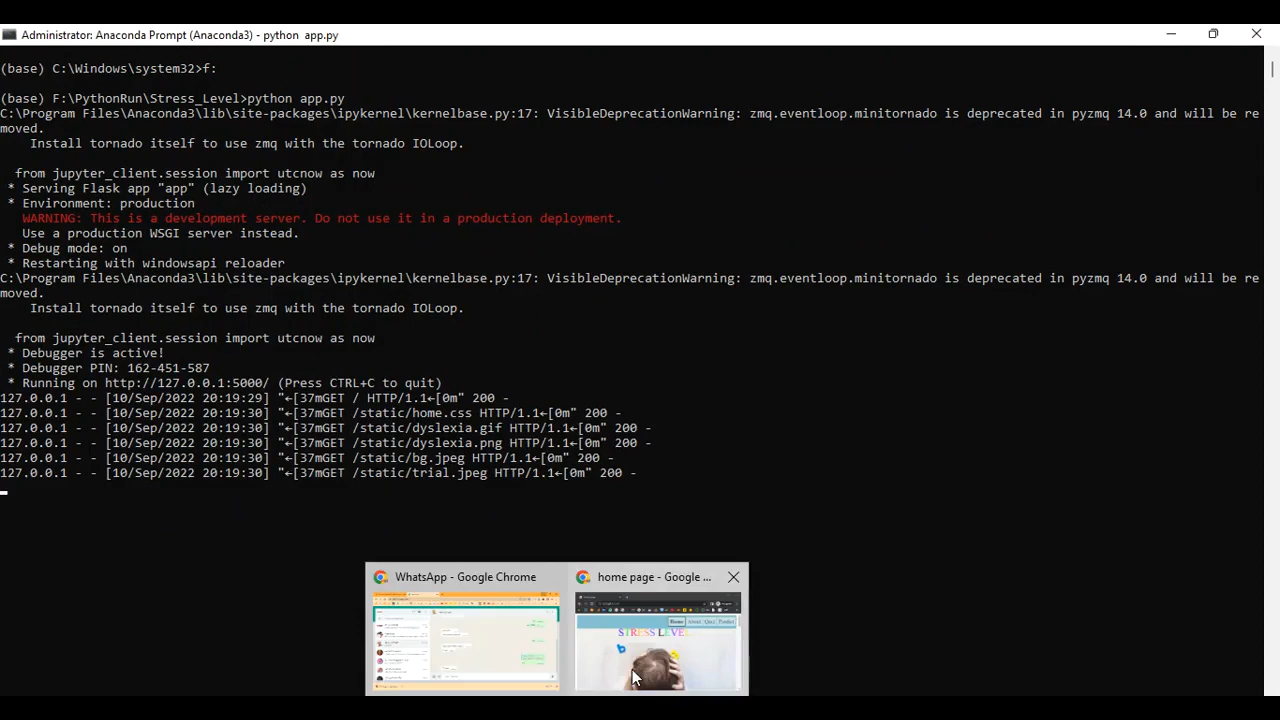 Administrator: Anaconda Prompt (Anaconda3) - python  app.py
(base) C:\Windows\system32>f:
(base) F:\PythonRun\Stress_Level>python app.py
C:\Program Files\Anaconda3\lib\site-packages\ipykernel\kernelbase.py:17: VisibleDeprecationWarning: zmq.eventloop.minitornado is deprecated in pyzmq 14.0 and will be re
moved.
    Install tornado itself to use zmq with the tornado IOLoop.
  from jupyter_client.session import utcnow as now
 * Serving Flask app "app" (lazy loading)
 * Environment: production
   WARNING: This is a development server. Do not use it in a production deployment.
   Use a production WSGI server instead.
 * Debug mode: on
 * Restarting with windowsapi reloader
C:\Program Files\Anaconda3\lib\site-packages\ipykernel\kernelbase.py:17: VisibleDeprecationWarning: zmq.eventloop.minitornado is deprecated in pyzmq 14.0 and will be re
moved.
    Install tornado itself to use zmq with the tornado IOLoop.
  from jupyter_client.session import utcnow as now
 * Debugger is active!
 * Debugger PIN: 162-451-587
 * Running on http://127.0.0.1:5000/ (Press CTRL+C to quit)
127.0.0.1 - - [10/Sep/2022 20:19:29] "←[37mGET / HTTP/1.1←[0m" 200 -
127.0.0.1 - - [10/Sep/2022 20:19:30] "←[37mGET /static/home.css HTTP/1.1←[0m" 200 -
127.0.0.1 - - [10/Sep/2022 20:19:30] "←[37mGET /static/dyslexia.gif HTTP/1.1←[0m" 200 -
127.0.0.1 - - [10/Sep/2022 20:19:30] "←[37mGET /static/dyslexia.png HTTP/1.1←[0m" 200 -
127.0.0.1 - - [10/Sep/2022 20:19:30] "←[37mGET /static/bg.jpeg HTTP/1.1←[0m" 200 -
127.0.0.1 - - [10/Sep/2022 20:19:30] "←[37mGET /static/trial.jpeg HTTP/1.1←[0m" 200 -
WhatsApp - Google Chrome
home page - Google ...
Home About Quiz Predict
STRESS LEVEL
b